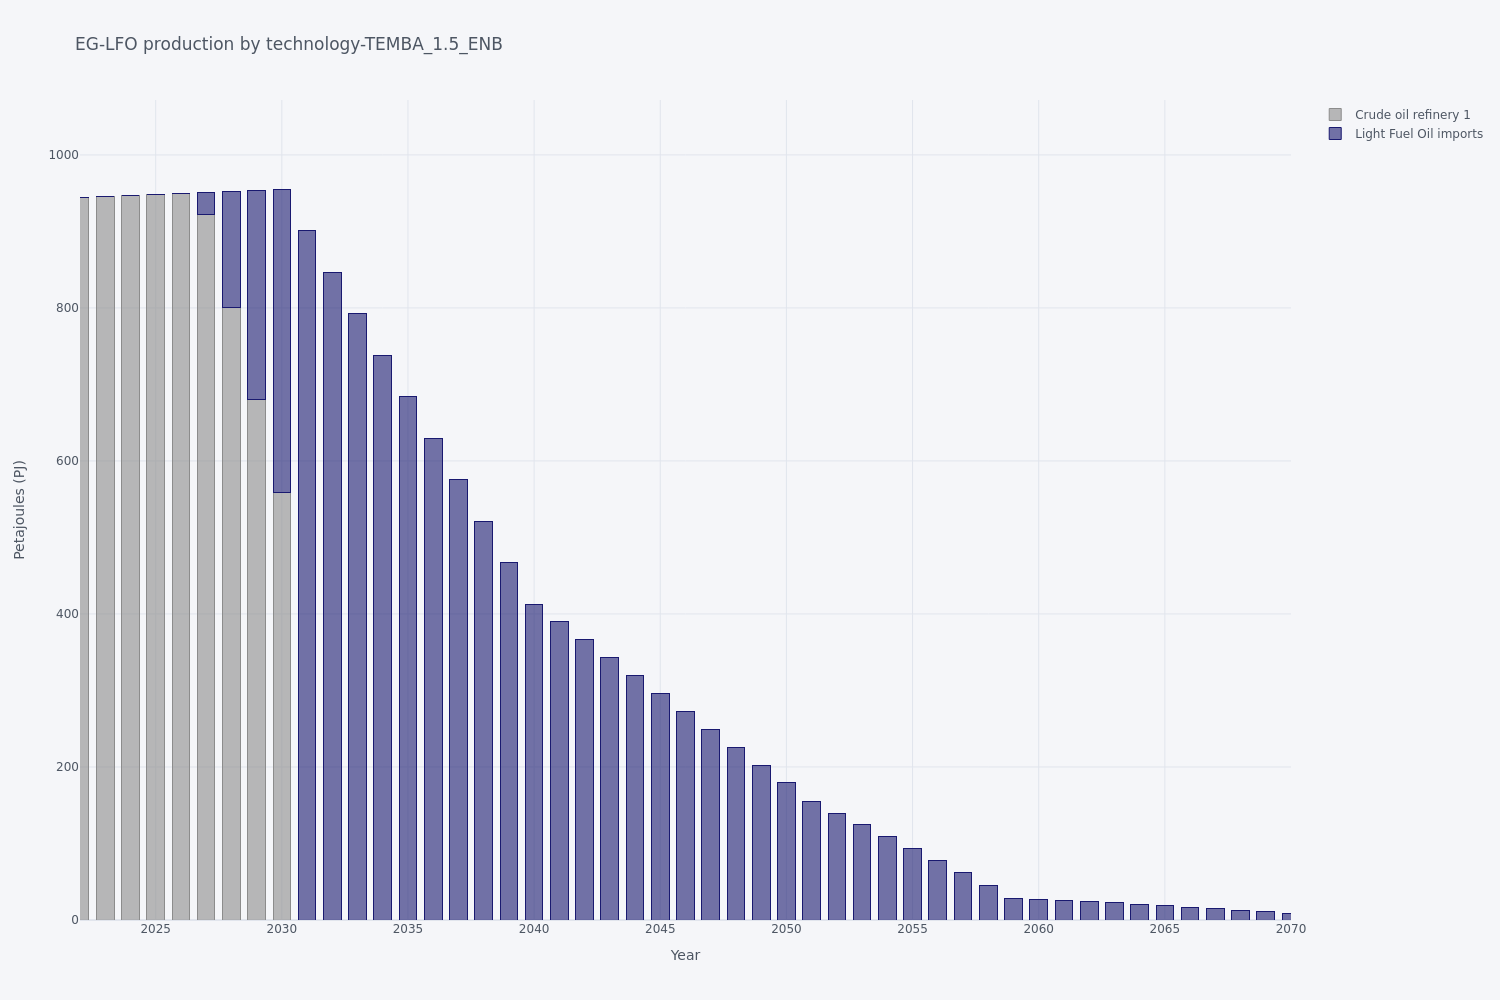 EG-LFO production by technology-TEMBA_1.5_ENB
Crude oil refinery 1
Light Fuel Oil imports
Petajoules (PJ)
1000
800
600
400
200
0
2025 2030 2035 2040 2045 2050 2055 2060 2065 2070
Year